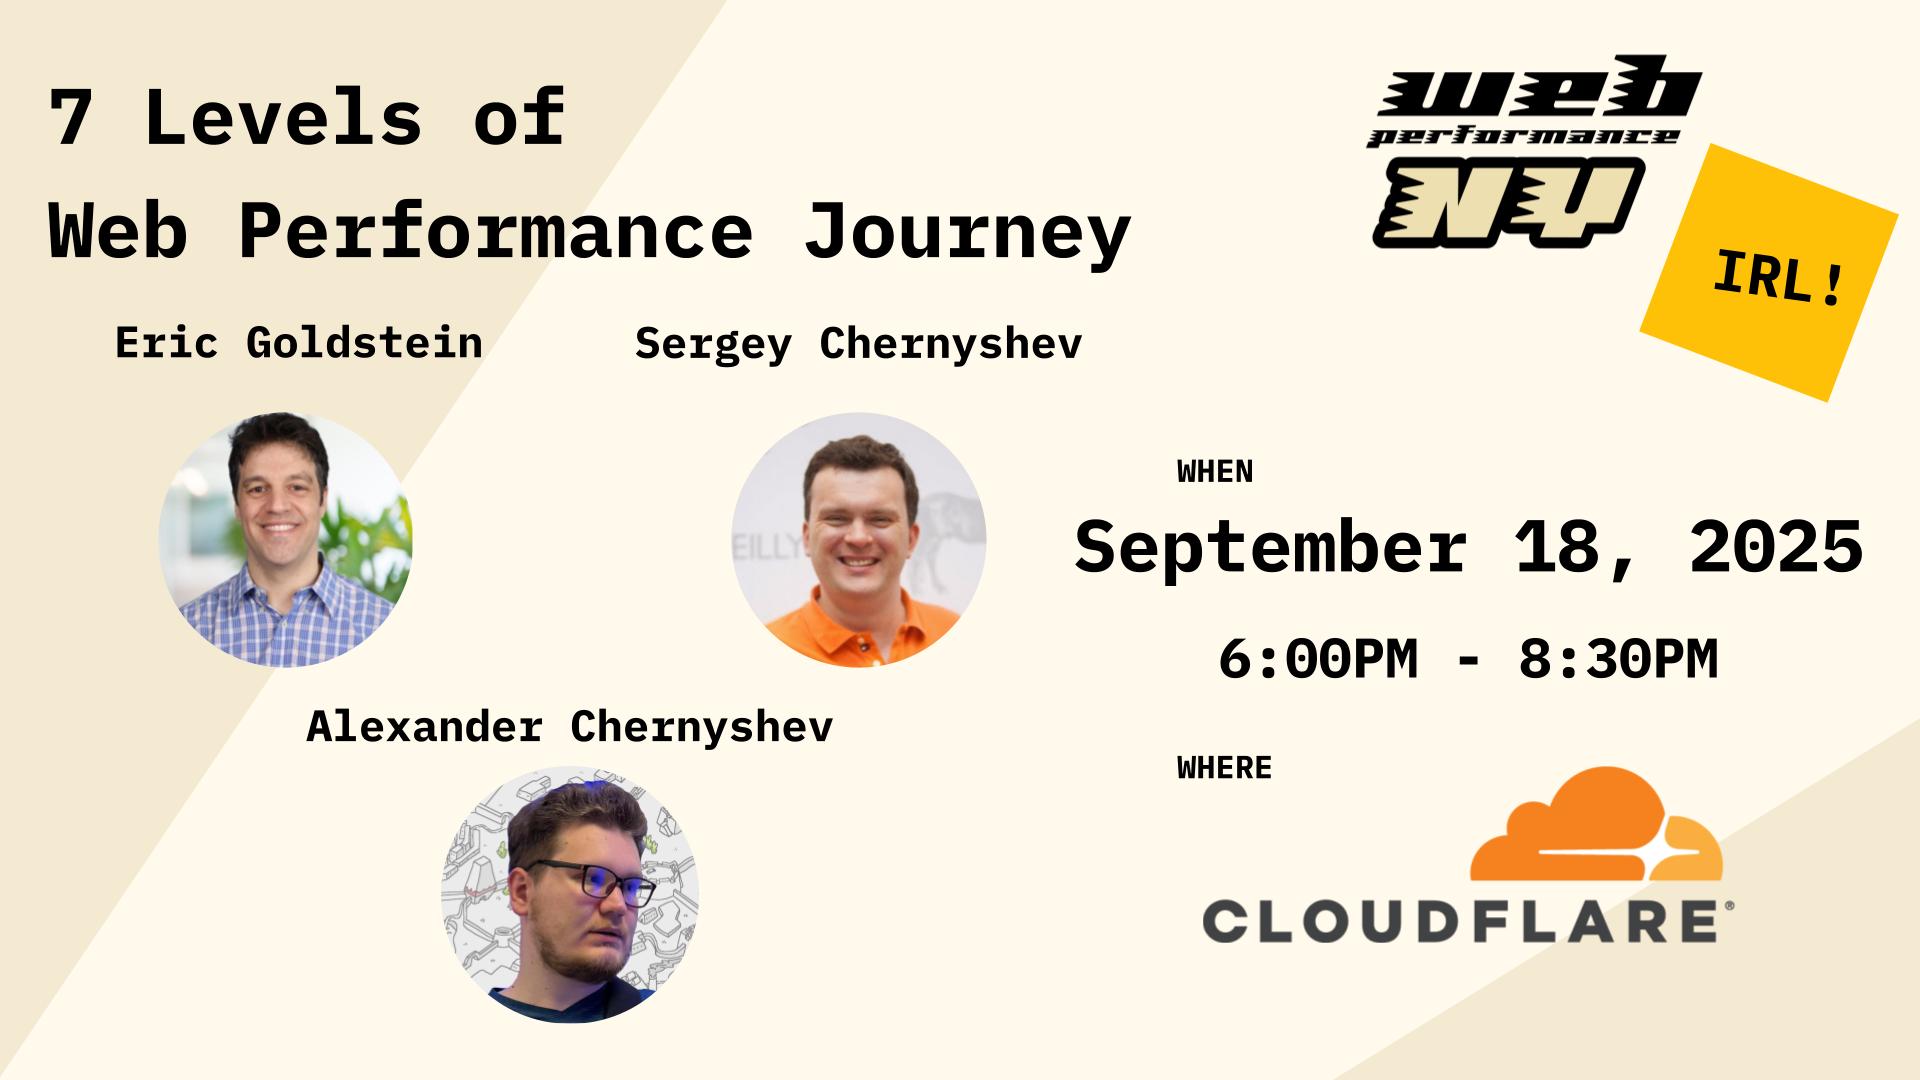 7 Levels of
Web Performance Journey
web
performance
NY
IRL!
Eric Goldstein
Sergey Chernyshev
EILLY
Alexander Chernyshev
WHEN
September 18, 2025
6:00PM - 8:30PM
WHERE
CLOUDFLARE®